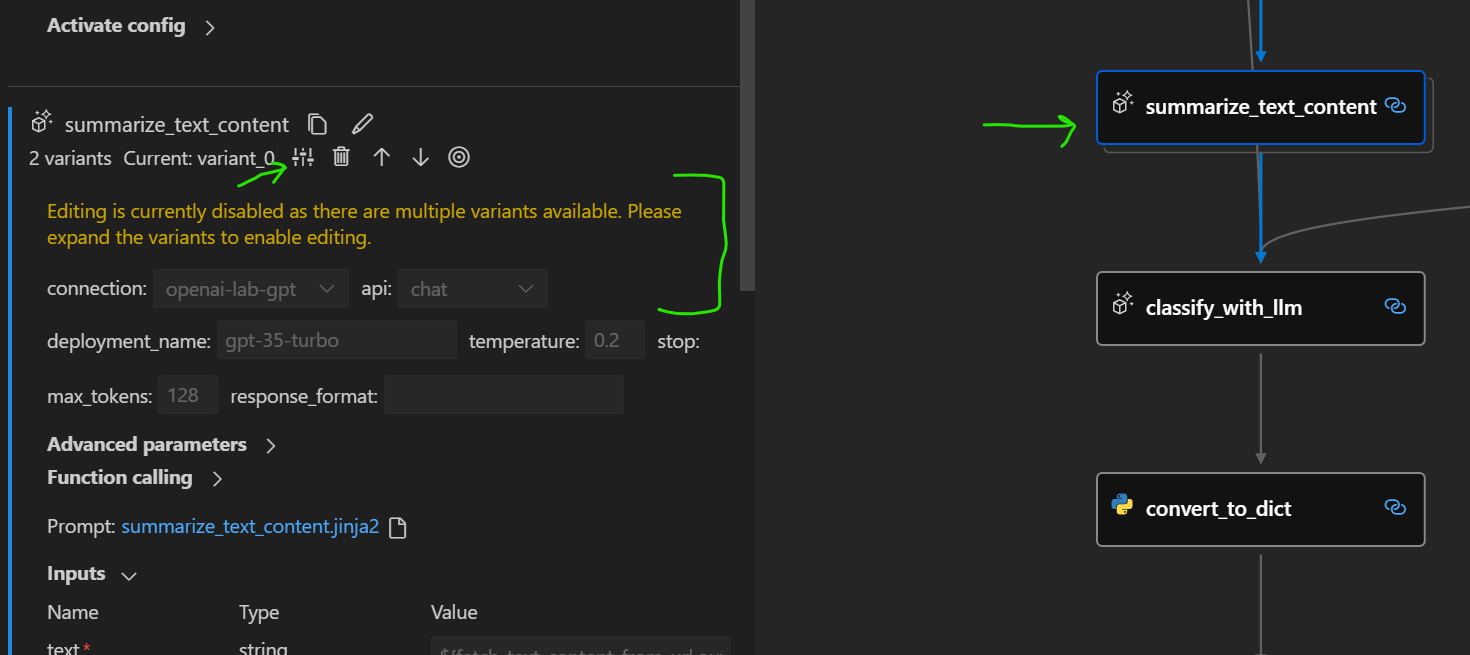 Activate config
summarize_text_content
2 variants Current: variant_0
Editing is currently disabled as there are multiple variants available. Please
expand the variants to enable editing.
connection: openai-lab-gpt api: chat
deployment_name: gpt-35-turbo temperature: 0.2 stop:
max_tokens: 128 response_format:
Advanced parameters
Function calling
Prompt: summarize_text_content.jinja2
Inputs
Name Type Value
text* string
summarize_text_content
classify_with_llm
convert_to_dict